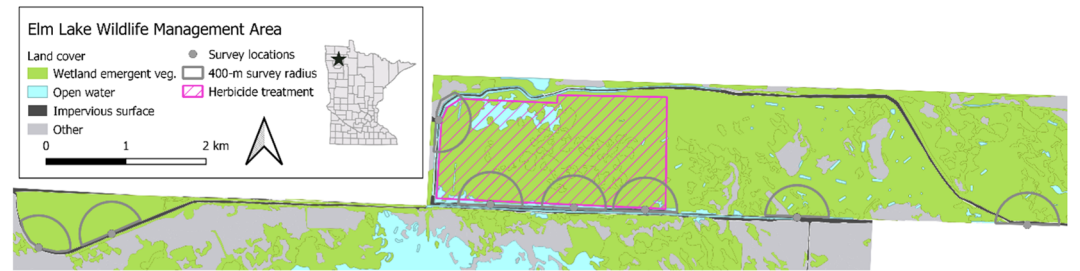 Elm Lake Wildlife Management Area
Land cover
Wetland emergent veg.
Open water
Impervious surface
Other
Survey locations
400-m survey radius
Herbicide treatment
0 1 2 km